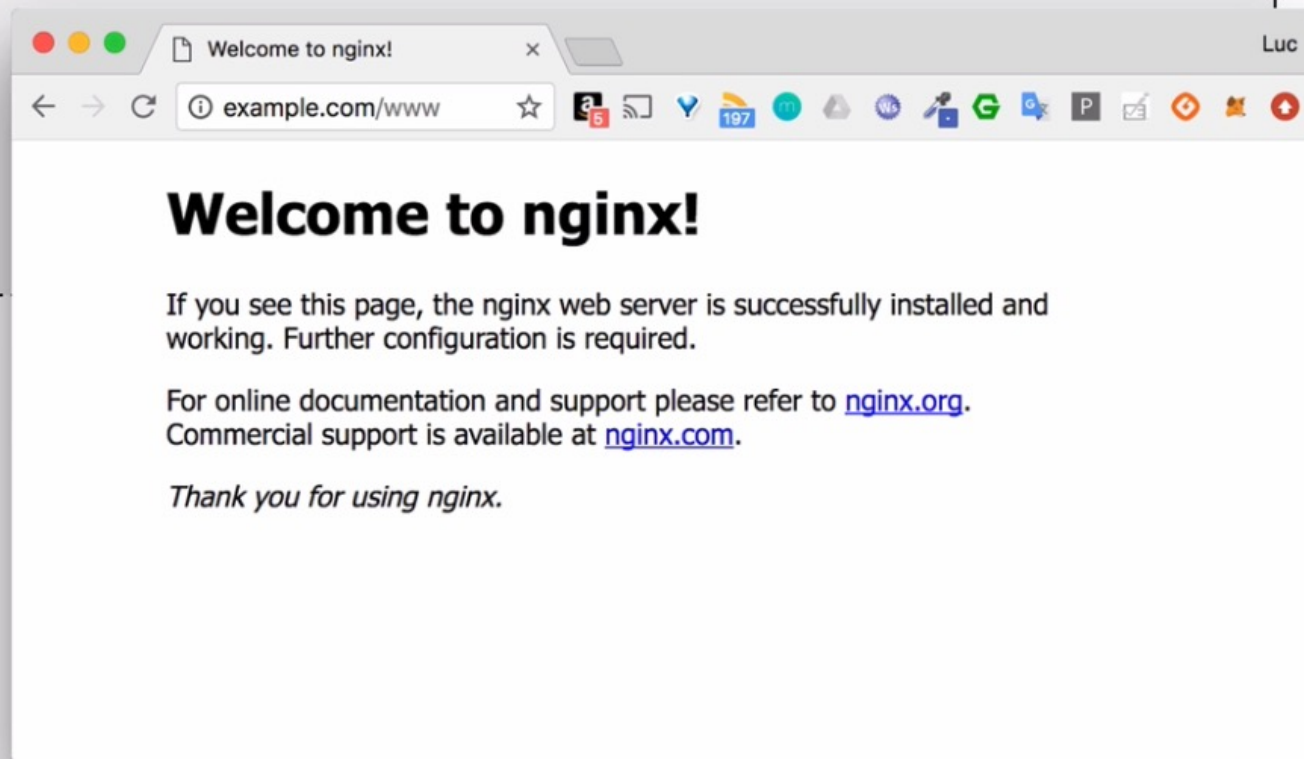 Welcome to nginx!
Luc
example.com/www
5
197
m
Ws
G
G
P
Welcome to nginx!
If you see this page, the nginx web server is successfully installed and
working. Further configuration is required.
For online documentation and support please refer to nginx.org.
Commercial support is available at nginx.com.
Thank you for using nginx.